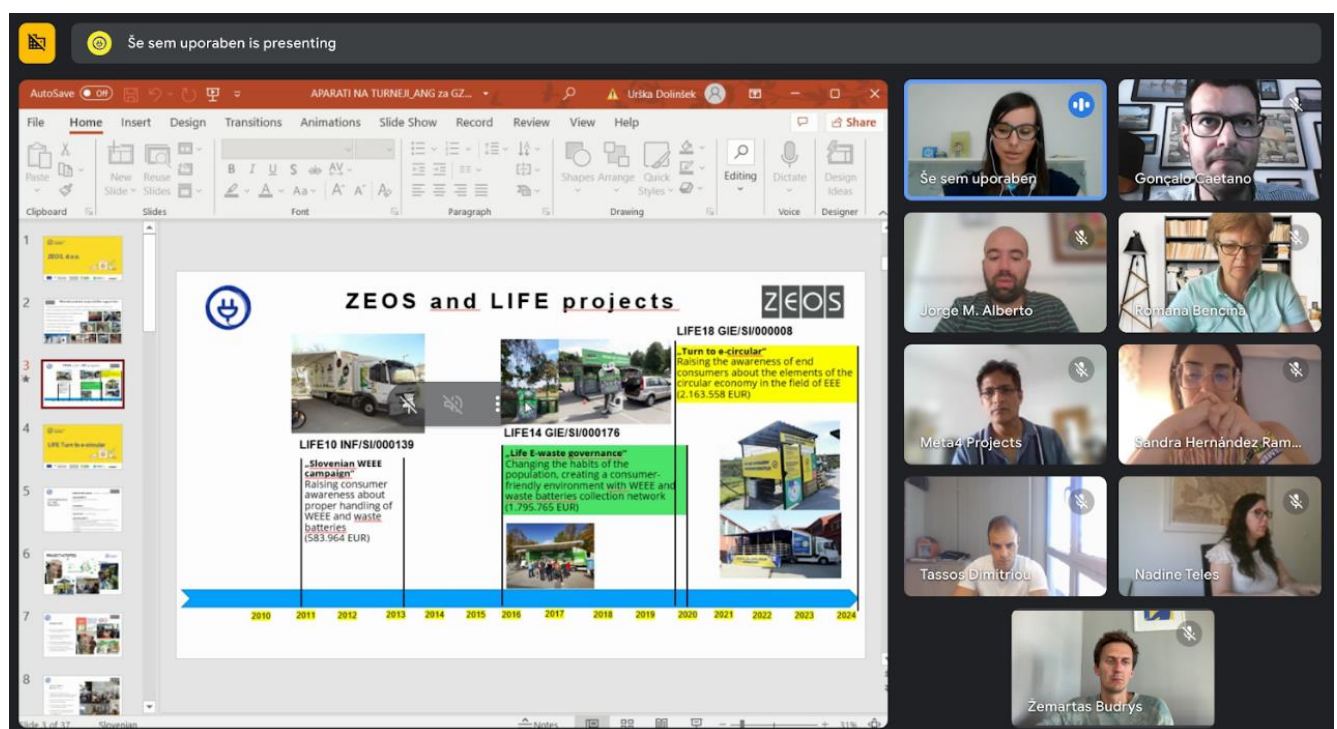 Še sem uporaben is presenting
AutoSave Off
APARATI NA TURNEJI_ANG za GZ...
Urška Dolinšek
File Home Insert Design Transitions Animations Slide Show Record Review View Help
Share
Paste
New Slide
Reuse Slides
Shapes Arrange Quick Styles
Editing
Dictate
Design Ideas
Clipboard Slides Font Paragraph Drawing Voice Designer
1
ZEOS, d.o.o.
2
3
4
LIFE Turn to e-circular
5
6
7
8
ZEOS and LIFE projects
ZEOS
LIFE18 GIE/SI/000008
„Turn to e-circular"
Raising the awareness of end
consumers about the elements of the
circular economy in the field of EEE
(2.163.558 EUR)
LIFE10 INF/SI/000139
„Slovenian WEEE
campaign"
Raising consumer
awareness about
proper handling of
WEEE and waste
batteries
(583.964 EUR)
LIFE14 GIE/SI/000176
„Life E-waste governance"
Changing the habits of the
population, creating a consumer-
friendly environment with WEEE and
waste batteries collection network
(1.795.765 EUR)
2010 2011 2012 2013 2014 2015 2016 2017 2018 2019 2020 2021 2022 2023 2024
Slide 3 of 37 Slovenian
Notes
31%
Še sem uporaben
Gonçalo Caetano
Jorge M. Alberto
Romana Bencina
Meta4 Projects
Sandra Hernández Ram...
Tassos Dimitriou
Nadine Teles
Žemartas Budrys